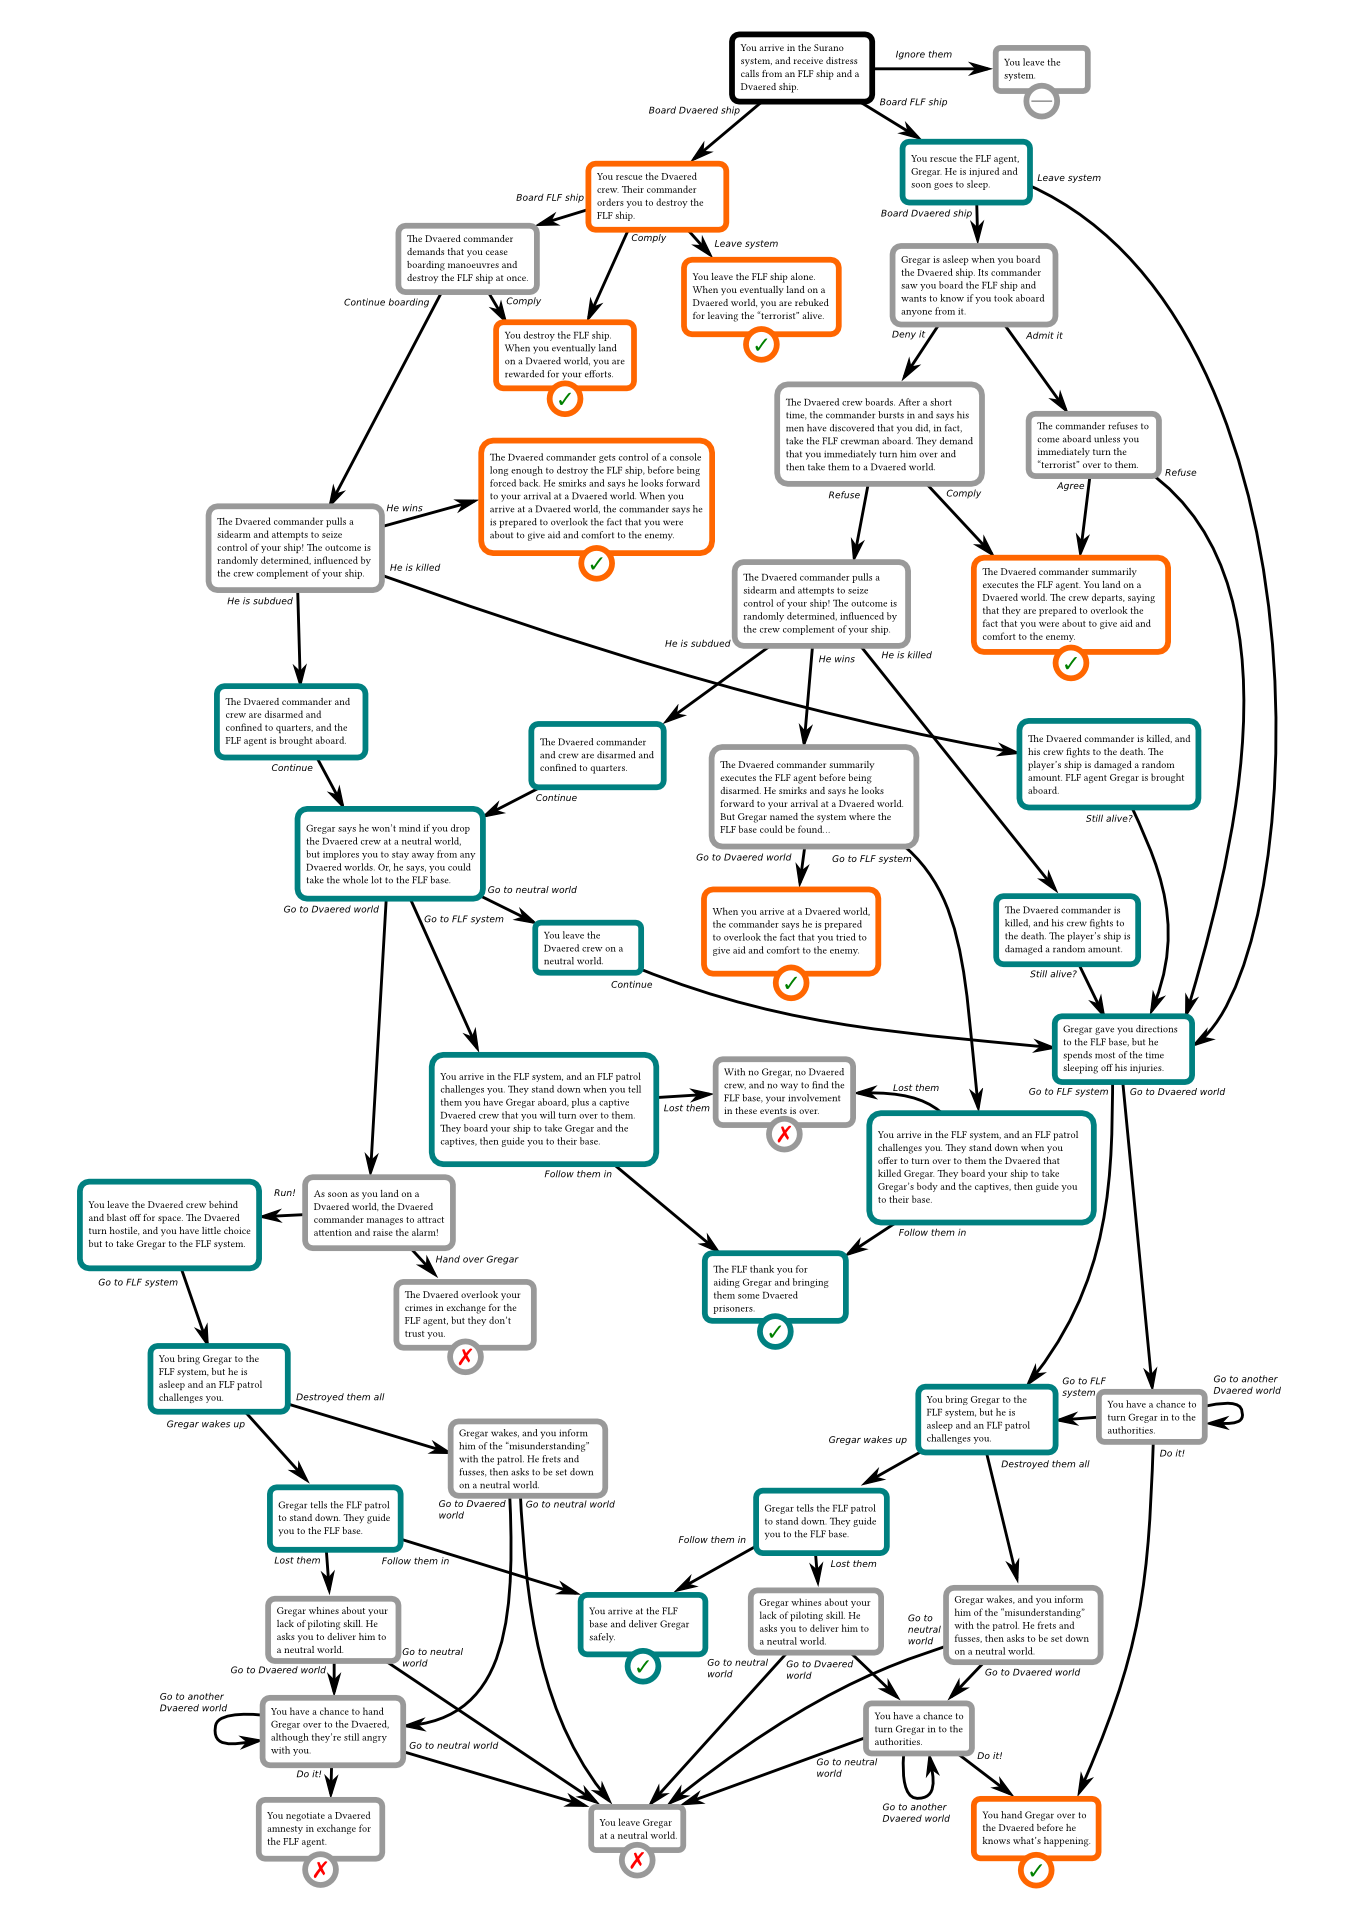 You arrive in the Surano
system, and receive distress
calls from an FLF ship and a
Dvaered ship.
Ignore them
You leave the
system.
Board Dvaered ship
Board FLF ship
You rescue the Dvaered
crew. Their commander
orders you to destroy the
FLF ship.
You rescue the FLF agent,
Gregar. He is injured and
soon goes to sleep.
Leave system
Board FLF ship
Comply
Leave system
Board Dvaered ship
The Dvaered commander
demands that you cease
boarding manoeuvres and
destroy the FLF ship at once.
You leave the FLF ship alone.
When you eventually land on a
Dvaered world, you are rebuked
for leaving the “terrorist” alive.
✓
Gregar is asleep when you board
the Dvaered ship. Its commander
saw you board the FLF ship and
wants to know if you took aboard
anyone from it.
Continue boarding
Comply
You destroy the FLF ship.
When you eventually land
on a Dvaered world, you are
rewarded for your efforts.
✓
Deny it
Admit it
The Dvaered crew boards. After a short
time, the commander bursts in and says his
men have discovered that you did, in fact,
take the FLF crewman aboard. They demand
that you immediately turn him over and
then take them to a Dvaered world.
The commander refuses to
come aboard unless you
immediately turn the
“terrorist” over to them.
Refuse
Agree
Refuse
Comply
The Dvaered commander gets control of a console
long enough to destroy the FLF ship, before being
forced back. He smirks and says he looks forward
to your arrival at a Dvaered world. When you
arrive at a Dvaered world, the commander says he
is prepared to overlook the fact that you were
about to give aid and comfort to the enemy.
✓
The Dvaered commander pulls a
sidearm and attempts to seize
control of your ship! The outcome is
randomly determined, influenced by
the crew complement of your ship.
He wins
He is killed
He is subdued
The Dvaered commander pulls a
sidearm and attempts to seize
control of your ship! The outcome is
randomly determined, influenced by
the crew complement of your ship.
The Dvaered commander summarily
executes the FLF agent. You land on a
Dvaered world. The crew departs, saying
that they are prepared to overlook the
fact that you were about to give aid and
comfort to the enemy.
✓
He is subdued
He wins
He is killed
The Dvaered commander and
crew are disarmed and
confined to quarters, and the
FLF agent is brought aboard.
Continue
The Dvaered commander
and crew are disarmed and
confined to quarters.
Continue
The Dvaered commander summarily
executes the FLF agent before being
disarmed. He smirks and says he looks
forward to your arrival at a Dvaered world.
But Gregar named the system where the
FLF base could be found...
Go to Dvaered world
Go to FLF system
The Dvaered commander is killed, and
his crew fights to the death. The
player's ship is damaged a random
amount. FLF agent Gregar is brought
aboard.
Still alive?
Gregar says he won't mind if you drop
the Dvaered crew at a neutral world,
but implores you to stay away from any
Dvaered worlds. Or, he says, you could
take the whole lot to the FLF base.
Go to Dvaered world
Go to FLF system
Go to neutral world
You leave the
Dvaered crew on a
neutral world.
Continue
When you arrive at a Dvaered world,
the commander says he is prepared
to overlook the fact that you tried to
give aid and comfort to the enemy.
✓
The Dvaered commander is
killed, and his crew fights to
the death. The player's ship is
damaged a random amount.
Still alive?
Gregar gave you directions
to the FLF base, but he
spends most of the time
sleeping off his injuries.
Go to FLF system
Go to Dvaered world
You arrive in the FLF system, and an FLF patrol
challenges you. They stand down when you tell
them you have Gregar aboard, plus a captive
Dvaered crew that you will turn over to them.
They board your ship to take Gregar and the
captives, then guide you to their base.
Lost them
Follow them in
With no Gregar, no Dvaered
crew, and no way to find the
FLF base, your involvement
in these events is over.
✗
Lost them
You arrive in the FLF system, and an FLF patrol
challenges you. They stand down when you
offer to turn over to them the Dvaered that
killed Gregar. They board your ship to take
Gregar's body and the captives, then guide you
to their base.
Follow them in
You leave the Dvaered crew behind
and blast off for space. The Dvaered
turn hostile, and you have little choice
but to take Gregar to the FLF system.
Go to FLF system
Run!
As soon as you land on a
Dvaered world, the Dvaered
commander manages to attract
attention and raise the alarm!
Hand over Gregar
The Dvaered overlook your
crimes in exchange for the
FLF agent, but they don't
trust you.
✗
The FLF thank you for
aiding Gregar and bringing
them some Dvaered
prisoners.
✓
You bring Gregar to the
FLF system, but he is
asleep and an FLF patrol
challenges you.
Destroyed them all
Gregar wakes up
Gregar wakes, and you inform
him of the “misunderstanding”
with the patrol. He frets and
fusses, then asks to be set down
on a neutral world.
Go to Dvaered
world
Go to neutral world
You bring Gregar to the
FLF system, but he is
asleep and an FLF patrol
challenges you.
Go to FLF
system
You have a chance to
turn Gregar in to the
authorities.
Go to another
Dvaered world
Do it!
Gregar wakes up
Destroyed them all
Gregar tells the FLF patrol
to stand down. They guide
you to the FLF base.
Lost them
Follow them in
Gregar tells the FLF patrol
to stand down. They guide
you to the FLF base.
Follow them in
Lost them
Gregar whines about your
lack of piloting skill. He
asks you to deliver him to
a neutral world.
Go to Dvaered world
Go to neutral
world
You arrive at the FLF
base and deliver Gregar
safely.
✓
Gregar whines about your
lack of piloting skill. He
asks you to deliver him to
a neutral world.
Go to neutral
world
Go to Dvaered
world
Go to
neutral
world
Gregar wakes, and you inform
him of the “misunderstanding”
with the patrol. He frets and
fusses, then asks to be set down
on a neutral world.
Go to Dvaered world
Go to another
Dvaered world
You have a chance to hand
Gregar over to the Dvaered,
although they're still angry
with you.
Go to neutral world
Do it!
You have a chance to
turn Gregar in to the
authorities.
Go to neutral
world
Do it!
Go to another
Dvaered world
You negotiate a Dvaered
amnesty in exchange for
the FLF agent.
✗
You leave Gregar
at a neutral world.
✗
You hand Gregar over to
the Dvaered before he
knows what's happening.
✓